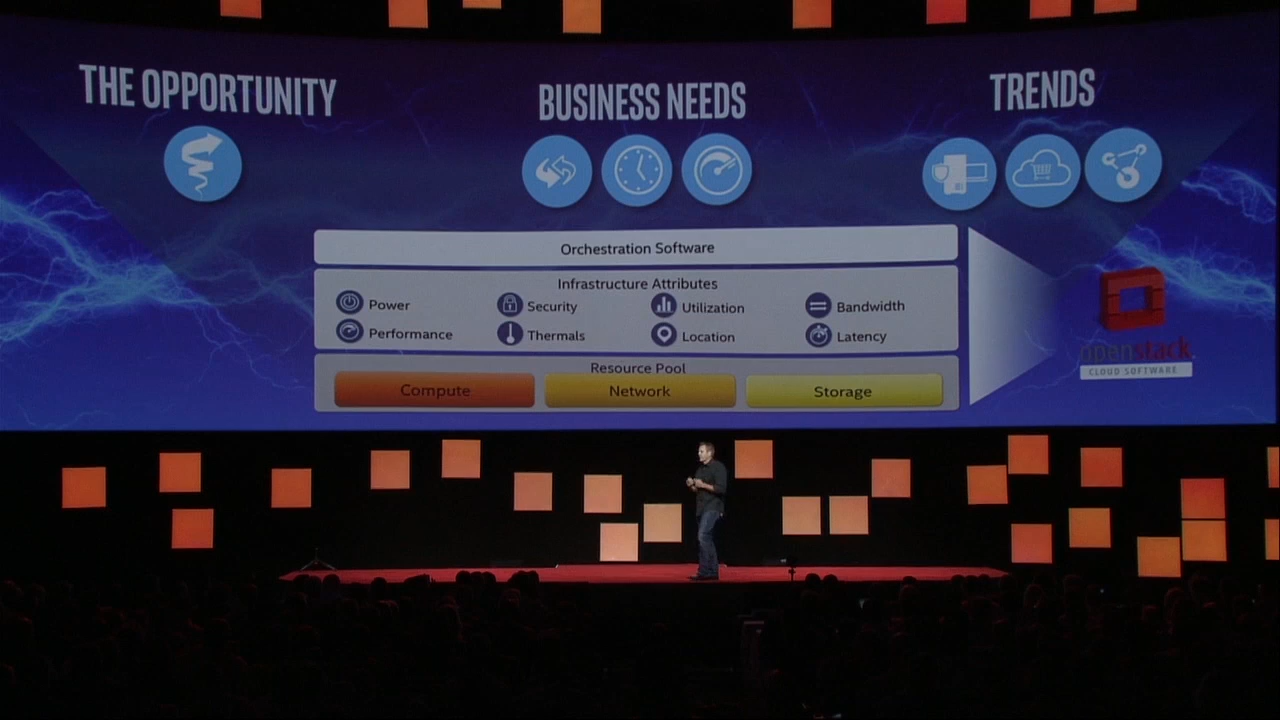 THE OPPORTUNITY
BUSINESS NEEDS
TRENDS
Orchestration Software
Infrastructure Attributes
Power
Security
Utilization
Bandwidth
Performance
Thermals
Location
Latency
Resource Pool
Compute
Network
Storage
openstack
CLOUD SOFTWARE